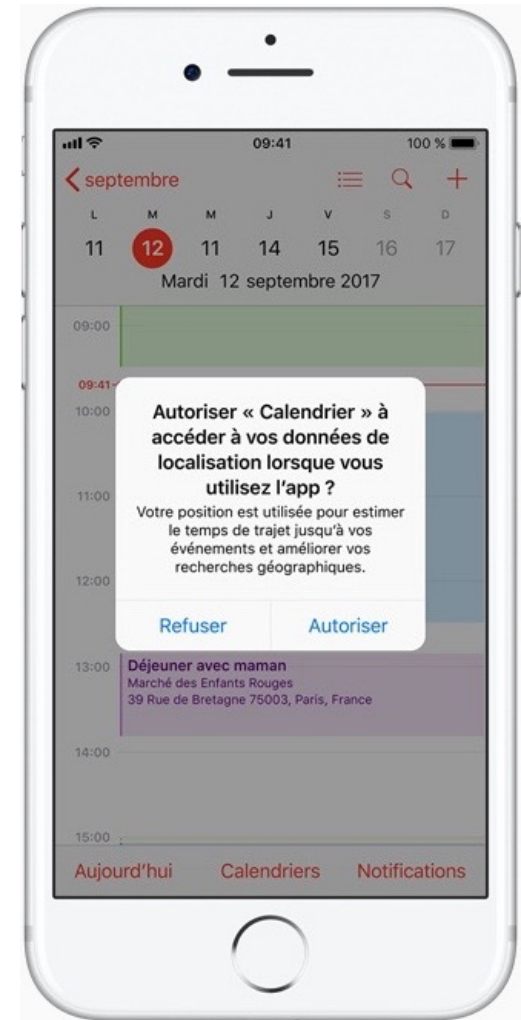 09:41 100 %
septembre
L M M J V S D
11 12 11 14 15 16 17
Mardi 12 septembre 2017
09:00
09:41
10:00
Autoriser « Calendrier » à
accéder à vos données de
localisation lorsque vous
utilisez l'app ?
11:00
Votre position est utilisée pour estimer
le temps de trajet jusqu'à vos
événements et améliorer vos
recherches géographiques.
12:00
Refuser Autoriser
13:00 Déjeuner avec maman
Marché des Enfants Rouges
39 Rue de Bretagne 75003, Paris, France
14:00
15:00
Aujourd'hui Calendriers Notifications